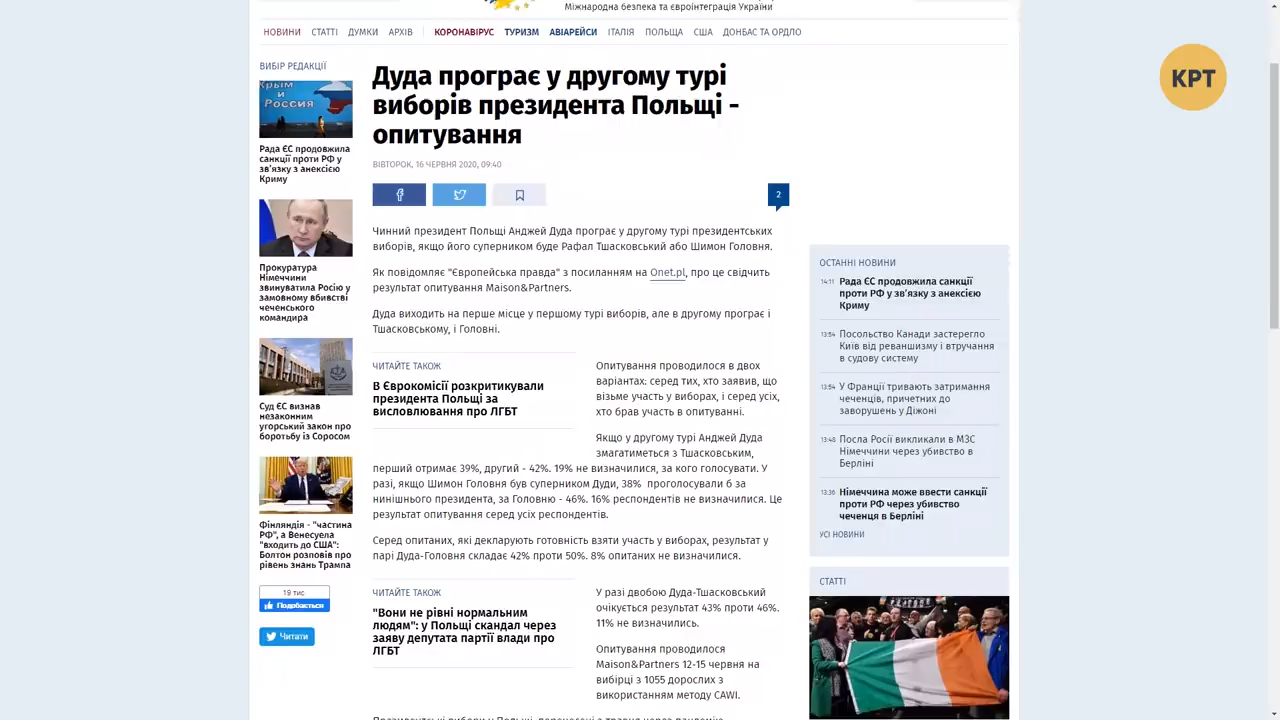 Міжнародна безпека та євроінтеграція України
НОВИНИ СТАТТІ ДУМКИ АРХІВ КОРОНАВІРУС ТУРИЗМ АВІАРЕЙСИ ІТАЛІЯ ПОЛЬЩА США ДОНБАС ТА ОРДЛО
КРТ
ВИБІР РЕДАКЦІЇ
КРЫМ
и
РОССИЯ
Рада ЄС продовжила
санкції проти РФ у
зв'язку з анексією
Криму
Прокуратура
Німеччини
звинуватила Росію у
замовному вбивстві
чеченського
командира
Суд ЄС визнав
незаконним
угорський закон про
боротьбу із Соросом
Фінляндія - "частина
РФ", а Венесуела
"входить до США":
Болтон розповів про
рівень знань Трампа
19 тис.
Подобається
Читати
Дуда програє у другому турі
виборів президента Польщі -
опитування
ВІВТОРОК, 16 ЧЕРВНЯ 2020, 09:40
2
Чинний президент Польщі Анджей Дуда програє у другому турі президентських
виборів, якщо його суперником буде Рафал Тшасковський або Шимон Головня.
Як повідомляє "Європейська правда" з посиланням на Onet.pl, про це свідчить
результат опитування Maison&Partners.
Дуда виходить на перше місце у першому турі виборів, але в другому програє і
Тшасковському, і Головні.
ЧИТАЙТЕ ТАКОЖ
В Єврокомісії розкритикували
президента Польщі за
висловлювання про ЛГБТ
Опитування проводилося в двох
варіантах: серед тих, хто заявив, що
візьме участь у виборах, і серед усіх,
хто брав участь в опитуванні.
Якщо у другому турі Анджей Дуда
змагатиметься з Тшасковським,
перший отримає 39%, другий - 42%. 19% не визначилися, за кого голосувати. У
разі, якщо Шимон Головня був суперником Дуди, 38% проголосували б за
нинішнього президента, за Головню - 46%. 16% респондентів не визначилися. Це
результат опитування серед усіх респондентів.
Серед опитаних, які декларують готовність взяти участь у виборах, результат у
парі Дуда-Головня складає 42% проти 50%. 8% опитаних не визначилися.
ЧИТАЙТЕ ТАКОЖ
"Вони не рівні нормальним
людям": у Польщі скандал через
заяву депутата партії влади про
ЛГБТ
У разі двобою Дуда-Тшасковський
очікується результат 43% проти 46%.
11% не визначились.
Опитування проводилося
Maison&Partners 12-15 червня на
вибірці з 1055 дорослих з
використанням методу CAWI.
ОСТАННІ НОВИНИ
14:11 Рада ЄС продовжила санкції
проти РФ у зв'язку з анексією
Криму
13:54 Посольство Канади застерегло
Київ від реваншизму і втручання
в судову систему
13:54 У Франції тривають затримання
чеченців, причетних до
заворушень у Діжоні
13:48 Посла Росії викликали в МЗС
Німеччини через убивство в
Берліні
13:36 Німеччина може ввести санкції
проти РФ через убивство
чеченця в Берліні
УСІ НОВИНИ
СТАТТІ